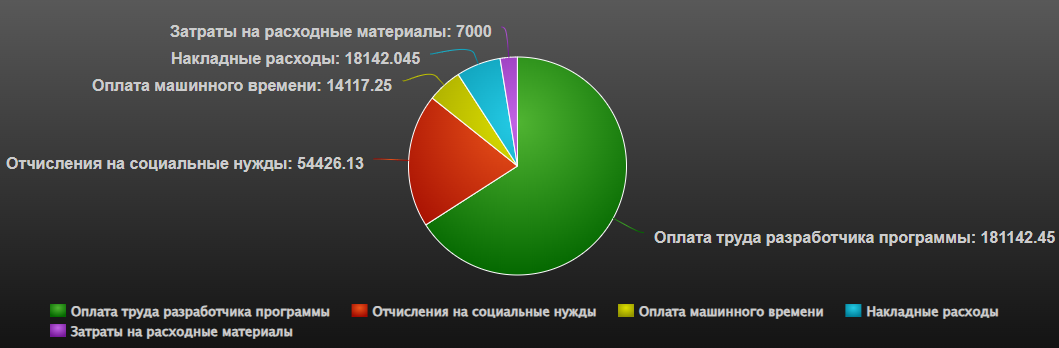 Затраты на расходные материалы: 7000
Накладные расходы: 18142.045
Оплата машинного времени: 14117.25
Отчисления на социальные нужды: 54426.13
Оплата труда разработчика программы: 181142.45
Оплата труда разработчика программы Отчисления на социальные нужды Оплата машинного времени Накладные расходы
Затраты на расходные материалы